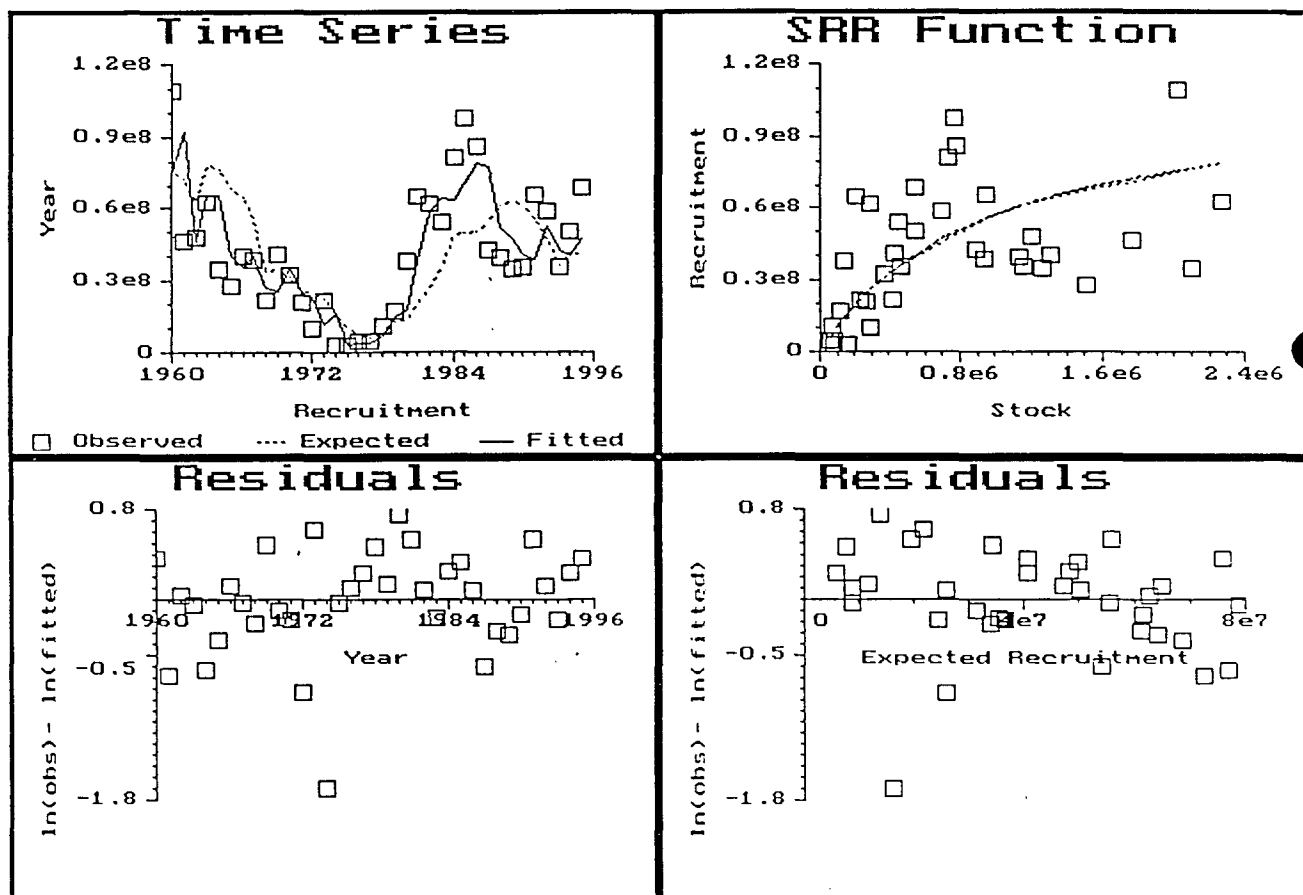 Time Series
1.2e8
0.9e8
0.6e8
0.3e8
0
Year
1960 1972 1984 1996
Recruitment
Observed Expected Fitted
SRR Function
1.2e8
0.9e8
0.6e8
0.3e8
0
Recruitment
0 0.8e6 1.6e6 2.4e6
Stock
Residuals
0.8
-0.5
-1.8
ln(obs)- ln(fitted)
1960 1972 1984 1996
Year
Residuals
0.8
-0.5
-1.8
ln(obs)- ln(fitted)
0 4e7 8e7
Expected Recruitment